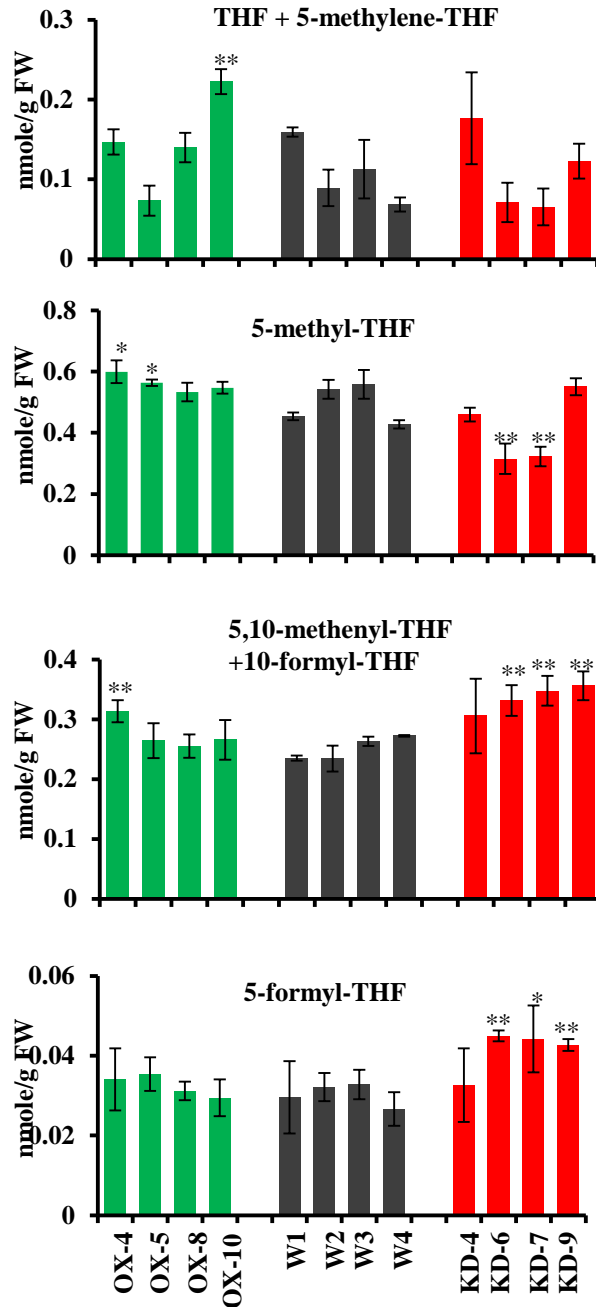 THF + 5-methylene-THF
nmole/g FW
0.3
0.2
0.1
0
**
5-methyl-THF
nmole/g FW
0.8
0.6
0.4
0.2
0
* * ** **
5,10-methenyl-THF
+10-formyl-THF
nmole/g FW
0.4
0.3
0.2
0.1
0
** ** ** **
5-formyl-THF
nmole/g FW
0.06
0.04
0.02
0
** * **
OX-4 OX-5 OX-8 OX-10 W1 W2 W3 W4 KD-4 KD-6 KD-7 KD-9